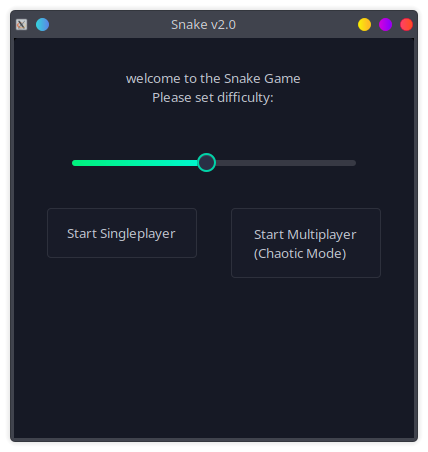 Snake v2.0
welcome to the Snake Game
Please set difficulty:
Start Singleplayer
Start Multiplayer
(Chaotic Mode)